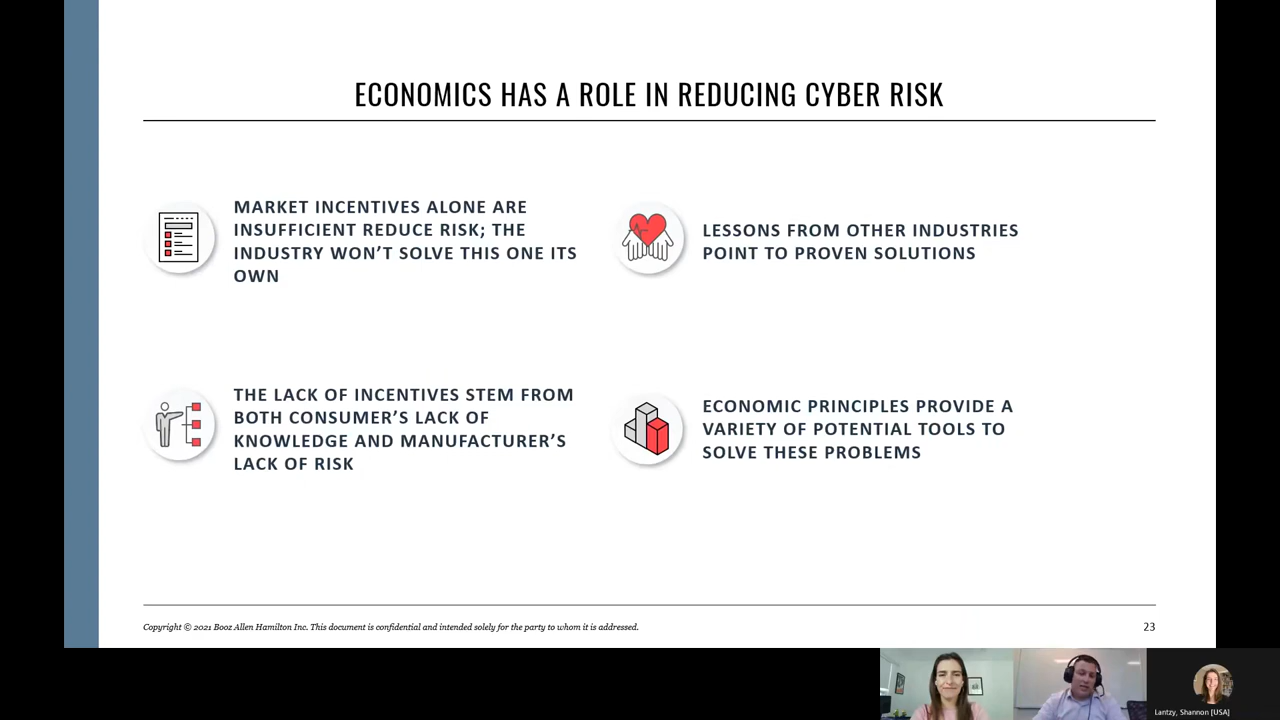 ECONOMICS HAS A ROLE IN REDUCING CYBER RISK
MARKET INCENTIVES ALONE ARE
INSUFFICIENT REDUCE RISK; THE
INDUSTRY WON’T SOLVE THIS ONE ITS
OWN
LESSONS FROM OTHER INDUSTRIES
POINT TO PROVEN SOLUTIONS
THE LACK OF INCENTIVES STEM FROM
BOTH CONSUMER’S LACK OF
KNOWLEDGE AND MANUFACTURER’S
LACK OF RISK
ECONOMIC PRINCIPLES PROVIDE A
VARIETY OF POTENTIAL TOOLS TO
SOLVE THESE PROBLEMS
Copyright © 2021 Booz Allen Hamilton Inc. This document is confidential and intended solely for the party to whom it is addressed.
23
Lantzy, Shannon [USA]